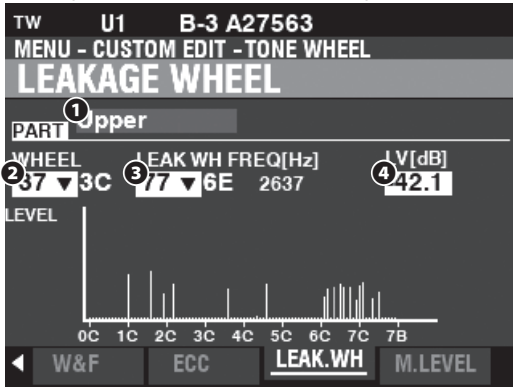 TW U1 B-3 A27563
MENU - CUSTOM EDIT -TONE WHEEL
LEAKAGE WHEEL
1
PART Upper
WHEEL LEAK WH FREQ[Hz] LV[dB]
2 37 ▼ 3C 3 77 ▼ 6E 2637 4 -42.1
LEVEL
0C 1C 2C 3C 4C 5C 6C 7C 7B
◀ W&F ECC LEAK.WH M.LEVEL